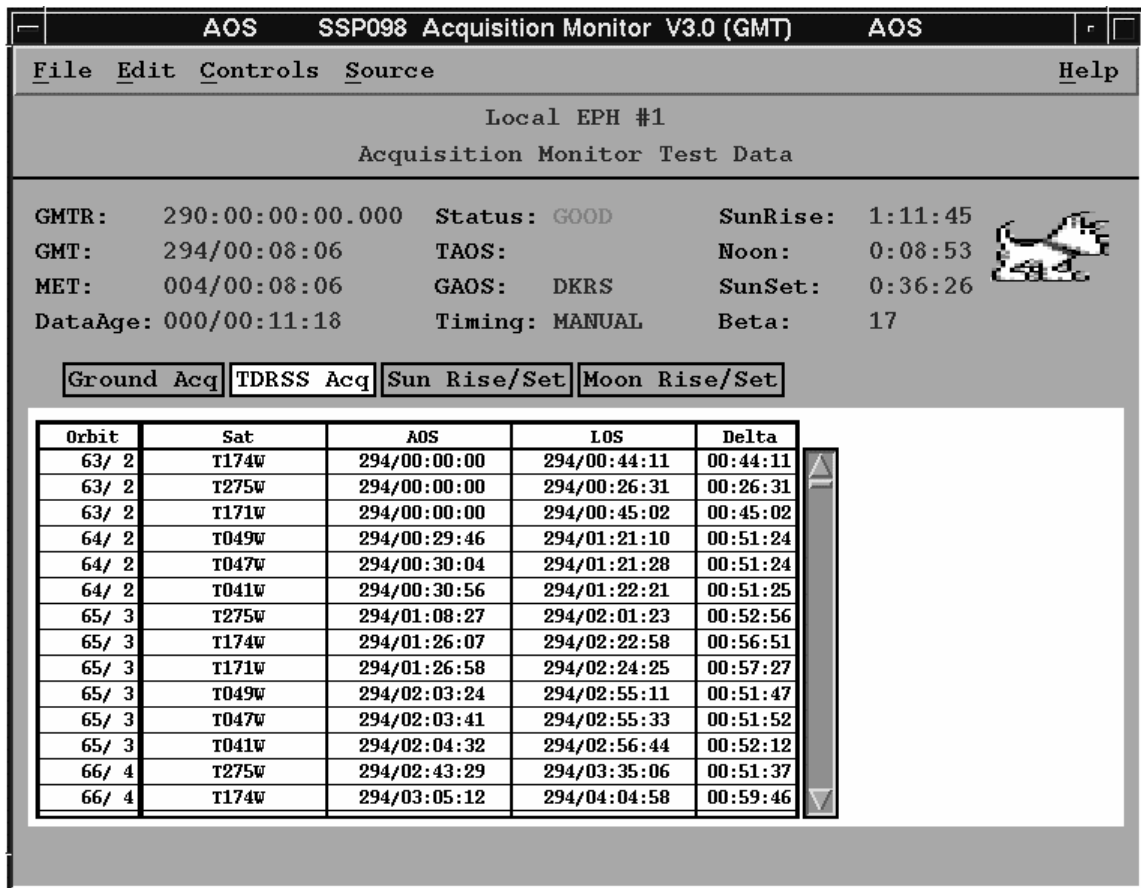 AOS SSP098 Acquisition Monitor V3.0 (GMT) AOS
File Edit Controls Source Help
Local EPH #1
Acquisition Monitor Test Data
GMTR: 290:00:00:00.000 Status: GOOD SunRise: 1:11:45
GMT: 294/00:08:06 TAOS: Noon: 0:08:53
MET: 004/00:08:06 GAOS: DKRS SunSet: 0:36:26
DataAge: 000/00:11:18 Timing: MANUAL Beta: 17
Ground Acq TDRSS Acq Sun Rise/Set Moon Rise/Set
Orbit Sat AOS LOS Delta
63/ 2 T174W 294/00:00:00 294/00:44:11 00:44:11
63/ 2 T275W 294/00:00:00 294/00:26:31 00:26:31
63/ 2 T171W 294/00:00:00 294/00:45:02 00:45:02
64/ 2 T049W 294/00:29:46 294/01:21:10 00:51:24
64/ 2 T047W 294/00:30:04 294/01:21:28 00:51:24
64/ 2 T041W 294/00:30:56 294/01:22:21 00:51:25
65/ 3 T275W 294/01:08:27 294/02:01:23 00:52:56
65/ 3 T174W 294/01:26:07 294/02:22:58 00:56:51
65/ 3 T171W 294/01:26:58 294/02:24:25 00:57:27
65/ 3 T049W 294/02:03:24 294/02:55:11 00:51:47
65/ 3 T047W 294/02:03:41 294/02:55:33 00:51:52
65/ 3 T041W 294/02:04:32 294/02:56:44 00:52:12
66/ 4 T275W 294/02:43:29 294/03:35:06 00:51:37
66/ 4 T174W 294/03:05:12 294/04:04:58 00:59:46